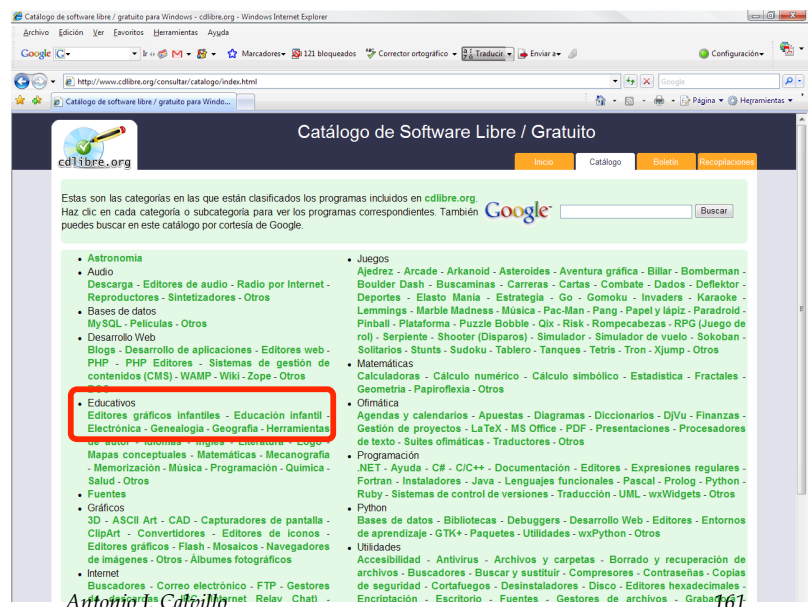 Catálogo de software libre / gratuito para Windows - cdlibre.org - Windows Internet Explorer
Archivo Edición Ver Favoritos Herramientas Ayuda
Google G Ir Marcadores 121 bloqueados Corrector ortográfico Traducir Enviar a Configuración
http://www.cdlibre.org/consultar/catalogo/index.html Google
Catálogo de software libre / gratuito para Windo... Página Herramientas
Catálogo de Software Libre / Gratuito
cdlibre.org
Inicio Catálogo Boletín Recopilaciones
Estas son las categorías en las que están clasificados los programas incluidos en cdlibre.org.
Haz clic en cada categoría o subcategoría para ver los programas correspondientes. También
puedes buscar en este catálogo por cortesía de Google.
Google Buscar
• Astronomía
• Audio
Descarga - Editores de audio - Radio por Internet -
Reproductores - Sintetizadores - Otros
• Bases de datos
MySQL - Películas - Otros
• Desarrollo Web
Blogs - Desarrollo de aplicaciones - Editores web -
PHP - PHP Editores - Sistemas de gestión de
contenidos (CMS) - WAMP - Wiki - Zope - Otros
• Educativos
Editores gráficos infantiles - Educación infantil -
Electrónica - Genealogía - Geografía - Herramientas
de autor - Idiomas - Inglés - Literatura - Logo -
Mapas conceptuales - Matemáticas - Mecanografía
- Memorización - Música - Programación - Química -
Salud - Otros
• Fuentes
• Gráficos
3D - ASCII Art - CAD - Capturadores de pantalla -
ClipArt - Convertidores - Editores de iconos -
Editores gráficos - Flash - Mosaicos - Navegadores
de imágenes - Otros - Álbumes fotográficos
• Internet
Buscadores - Correo electrónico - FTP - Gestores
de descargas - IRC (Internet Relay Chat) -
• Juegos
Ajedrez - Arcade - Arkanoid - Asteroides - Aventura gráfica - Billar - Bomberman -
Boulder Dash - Buscaminas - Carreras - Cartas - Combate - Dados - Deflektor -
Deportes - Elasto Mania - Estrategia - Go - Gomoku - Invaders - Karaoke -
Lemmings - Marble Madness - Música - Pac-Man - Pang - Papel y lápiz - Paradroid -
Pinball - Plataforma - Puzzle Bobble - Qix - Risk - Rompecabezas - RPG (Juego de
rol) - Serpiente - Shooter (Disparos) - Simulador - Simulador de vuelo - Sokoban -
Solitarios - Stunts - Sudoku - Tablero - Tanques - Tetris - Tron - Xjump - Otros
• Matemáticas
Calculadoras - Cálculo numérico - Cálculo simbólico - Estadística - Fractales -
Geometría - Papiroflexia - Otros
• Ofimática
Agendas y calendarios - Apuestas - Diagramas - Diccionarios - DjVu - Finanzas -
Gestión de proyectos - LaTeX - MS Office - PDF - Presentaciones - Procesadores
de texto - Suites ofimáticas - Traductores - Otros
• Programación
.NET - Ayuda - C# - C/C++ - Documentación - Editores - Expresiones regulares -
Fortran - Instaladores - Java - Lenguajes funcionales - Pascal - Prolog - Python -
Ruby - Sistemas de control de versiones - Traducción - UML - wxWidgets - Otros
• Python
Bases de datos - Bibliotecas - Debuggers - Desarrollo Web - Editores - Entornos
de aprendizaje - GTK+ - Paquetes - Utilidades - wxPython - Otros
• Utilidades
Accesibilidad - Antivirus - Archivos y carpetas - Borrado y recuperación de
archivos - Buscadores - Buscar y sustituir - Compresores - Contraseñas - Copias
de seguridad - Cortafuegos - Desinstaladores - Disco - Editores hexadecimales -
Encriptación - Escritorio - Fuentes - Gestores de archivos -
Antonio J. Calpillo 161